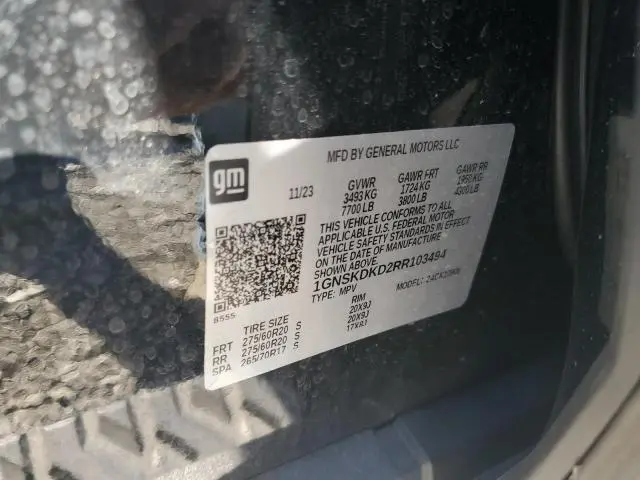 gm
MFD BY GENERAL MOTORS LLC
11/23
GVWR GAWR FRT GAWR RR
3493 KG 1724 KG 1950 KG
7700 LB 3800 LB 4300 LB
THIS VEHICLE CONFORMS TO ALL
APPLICABLE U.S. FEDERAL MOTOR
VEHICLE SAFETY STANDARDS IN EFFECT
ON THE DATE OF MANUFACTURE
SHOWN ABOVE.
1GNSKDKD2RR103494
TYPE: MPV MODEL:
8555
TIRE SIZE RIM
FRT 275/60R20 S 20X9J
RR 275/60R20 S 20X9J
SPA 265/70R17 S 17X8J